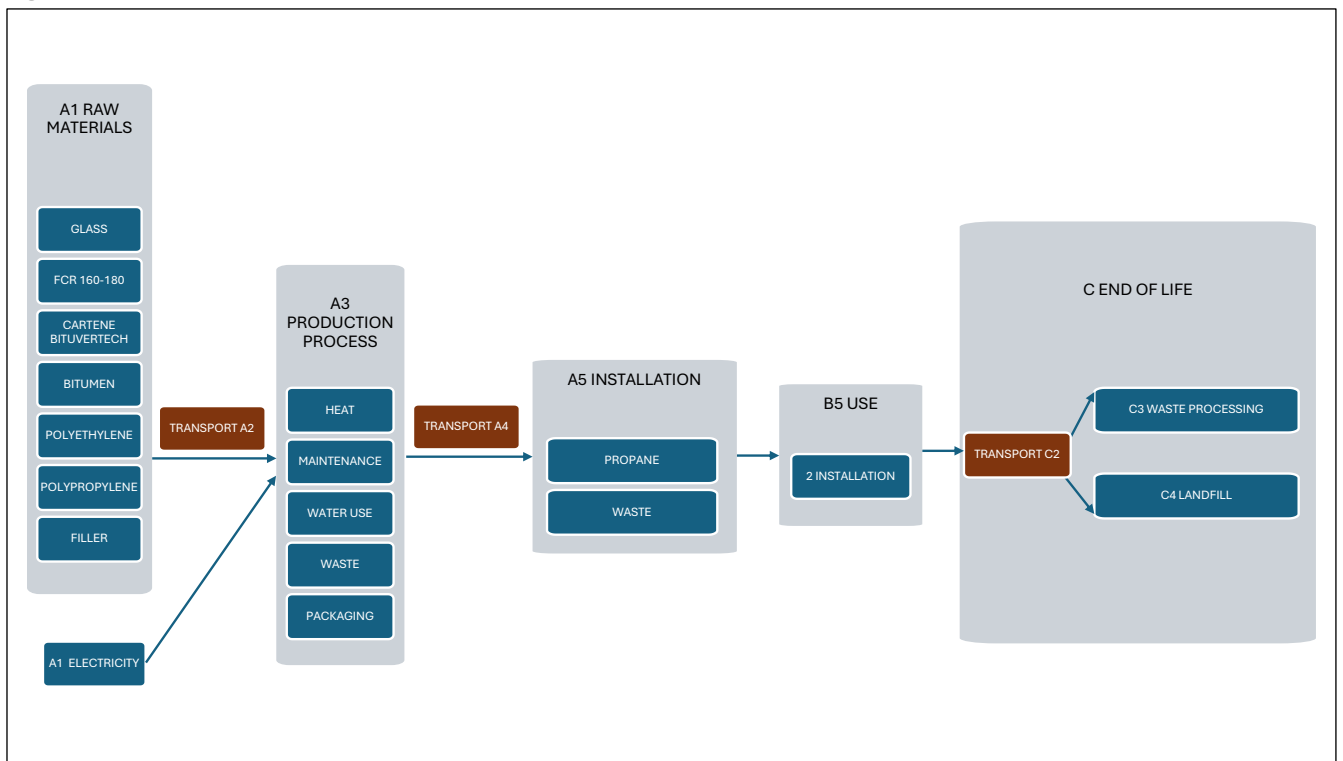 A1 RAW
MATERIALS
GLASS
FCR 160-180
CARTENE
BITUVERTECH
BITUMEN
POLYETHYLENE
POLYPROPYLENE
FILLER
A1 ELECTRICITY
TRANSPORT A2
A3
PRODUCTION
PROCESS
HEAT
MAINTENANCE
WATER USE
WASTE
PACKAGING
TRANSPORT A4
A5 INSTALLATION
PROPANE
WASTE
B5 USE
2 INSTALLATION
C END OF LIFE
TRANSPORT C2
C3 WASTE PROCESSING
C4 LANDFILL